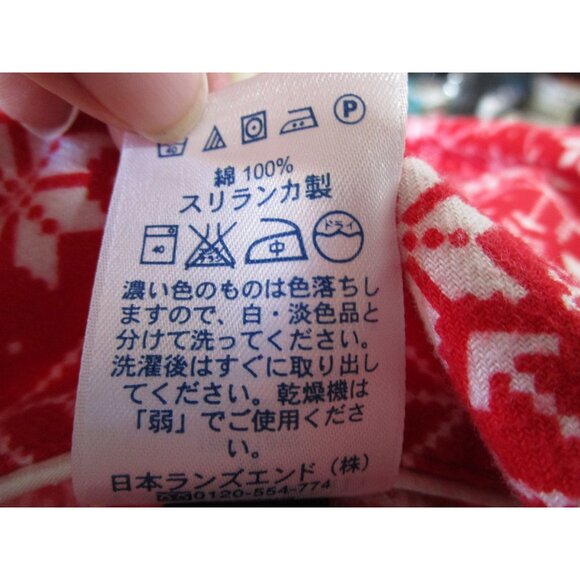 40 P
綿 100%
スリランカ製
40 中 ドライ
濃い色のものは色落ちし
ますので、白・淡色品と
分けて洗ってください。
洗濯後はすぐに取り出し
てください。乾燥機は
「弱」でご使用くださ
い。
日本ランズエンド（株）
0120-554-774